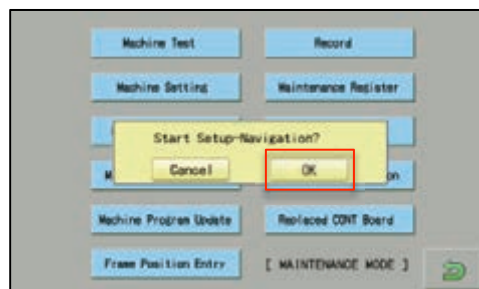 Machine Test
Record
Machine Setting
Maintenance Register
Start Setup-Navigation?
Cancel
OK
M
on
Machine Program Update
Replaced CONT Board
Frame Position Entry
[ MAINTENANCE MODE ]